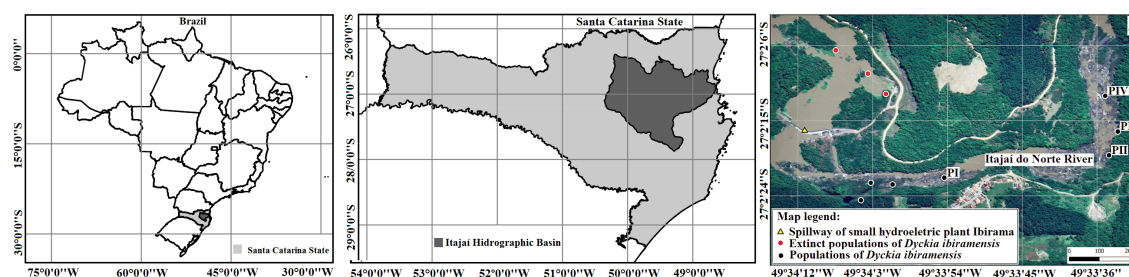 Brazil
0°0'0"
15°0'0"S
30°0'0"S
Santa Catarina State
75°0'0"
60°0'0"S
45°0'0"S
30°0'0"S
Santa Catarina State
26°0'0"S
27°0'0"S
28°0'0"S
29°0'0"S
Itajaí Hidrographic Basin
54°0'0"S
53°0'0"S
52°0'0"S
51°0'0"S
50°0'0"S
49°0'0"S
27°2'6"S
27°2'15"S
27°2'24"S
PIV
PII
PI
Itajaí do Norte River
Map legend:
Spillway of small hydroeletric plant Ibirama
Extinct populations of Dyckia ibiramensis
Populations of Dyckia ibiramensis
0
100
49°34'12"S
49°34'3"S
49°33'54"S
49°33'45"S
49°33'36"S